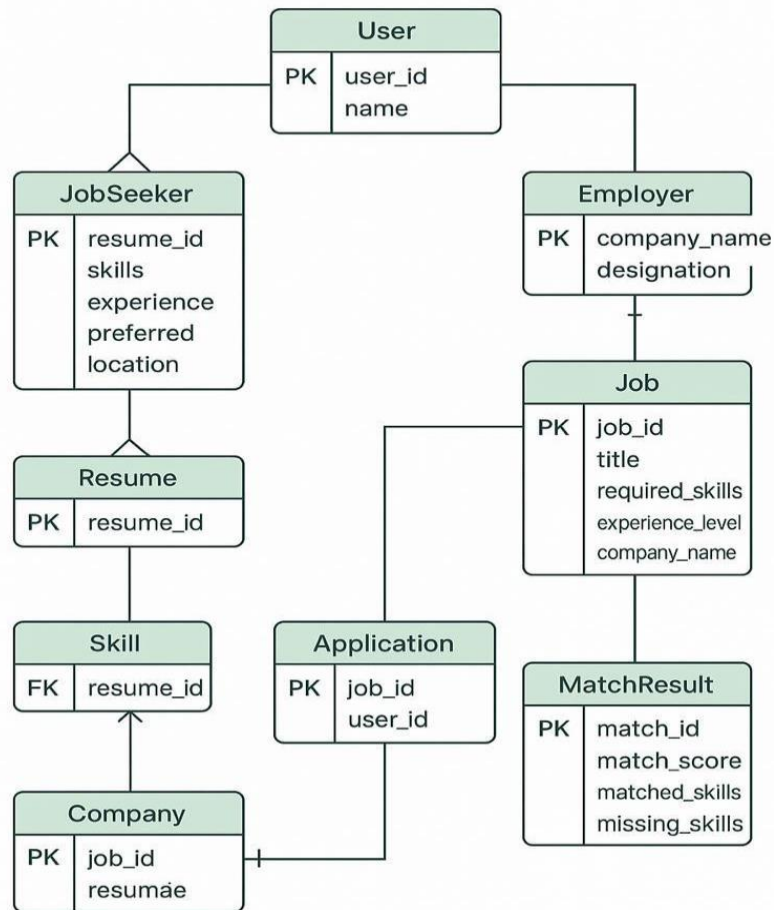 User
PK user_id
name
JobSeeker
PK resume_id
skills
experience
preferred
location
Employer
PK company_name
designation
Job
PK job_id
title
required_skills
experience_level
company_name
Resume
PK resume_id
Skill
FK resume_id
Application
PK job_id
user_id
MatchResult
PK match_id
match_score
matched_skills
missing_skills
Company
PK job_id
resumae